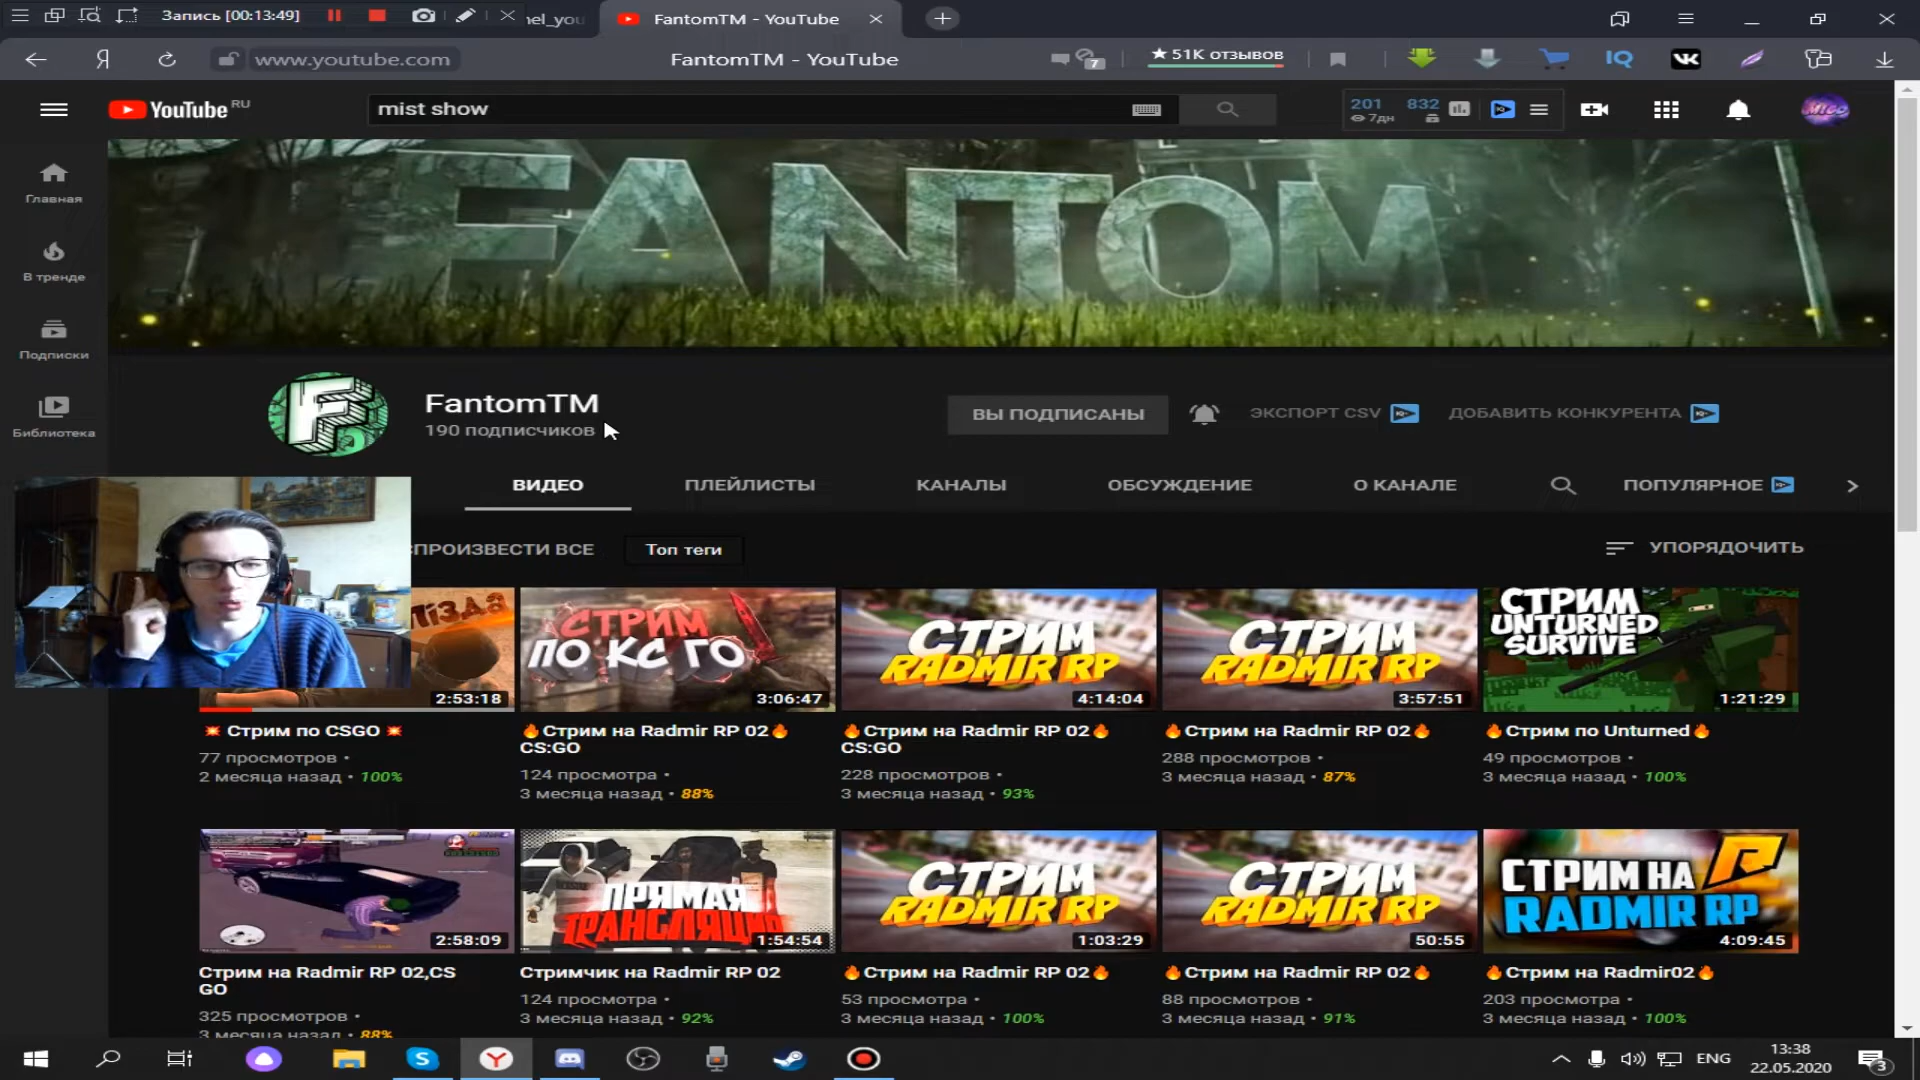 Запись [00:13:49]
FantomTM - YouTube
www.youtube.com
FantomTM - YouTube
7
★ 51K отзывов
IQ
YouTube RU
mist show
201
832
7дн
Главная
В тренде
Подписки
Библиотека
FANTOM
FantomTM
190 подписчиков
ВЫ ПОДПИСАНЫ
ЭКСПОРТ CSV
ДОБАВИТЬ КОНКУРЕНТА
ВИДЕО
ПЛЕЙЛИСТЫ
КАНАЛЫ
ОБСУЖДЕНИЕ
О КАНАЛЕ
ПОПУЛЯРНОЕ
СПРОИЗВЕСТИ ВСЕ
Топ теги
УПОРЯДОЧИТЬ
2:53:18
СТРИМ
ПО КС ГО
3:06:47
СТРИМ
RADMIR RP
4:14:04
СТРИМ
RADMIR RP
3:57:51
СТРИМ
UNTURNED
SURVIVE
1:21:29
💥 Стрим по CSGO 💥
77 просмотров •
2 месяца назад • 100%
🔥Стрим на Radmir RP 02🔥
CS:GO
124 просмотра •
3 месяца назад • 88%
🔥Стрим на Radmir RP 02🔥
CS:GO
228 просмотров •
3 месяца назад • 93%
🔥Стрим на Radmir RP 02🔥
288 просмотров •
3 месяца назад • 87%
🔥Стрим по Unturned🔥
49 просмотров •
3 месяца назад • 100%
2:58:09
ПРЯМАЯ
ТРАНСЛЯЦИЯ
1:54:54
СТРИМ
RADMIR RP
1:03:29
СТРИМ
RADMIR RP
50:55
СТРИМ НА
RADMIR RP
4:09:45
Стрим на Radmir RP 02,CS
GO
325 просмотров •
3 месяца назад • 88%
Стримчик на Radmir RP 02
124 просмотра •
3 месяца назад • 92%
🔥Стрим на Radmir RP 02🔥
53 просмотра •
3 месяца назад • 100%
🔥Стрим на Radmir RP 02🔥
88 просмотров •
3 месяца назад • 91%
🔥Стрим на Radmir02🔥
203 просмотра •
3 месяца назад • 100%
ENG
13:38
22.05.2020
3